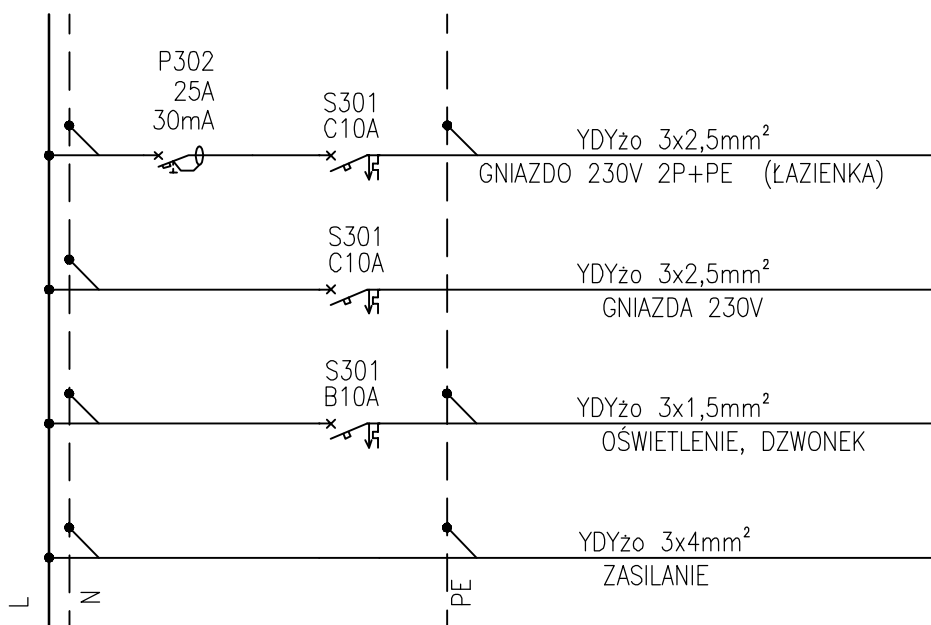 P302
25A
30mA
S301
C10A
YDYżo 3x2,5mm²
GNIAZDO 230V 2P+PE (ŁAZIENKA)
S301
C10A
YDYżo 3x2,5mm²
GNIAZDA 230V
S301
B10A
YDYżo 3x1,5mm²
OŚWIETLENIE, DZWONEK
YDYżo 3x4mm²
ZASILANIE
L
N
PE